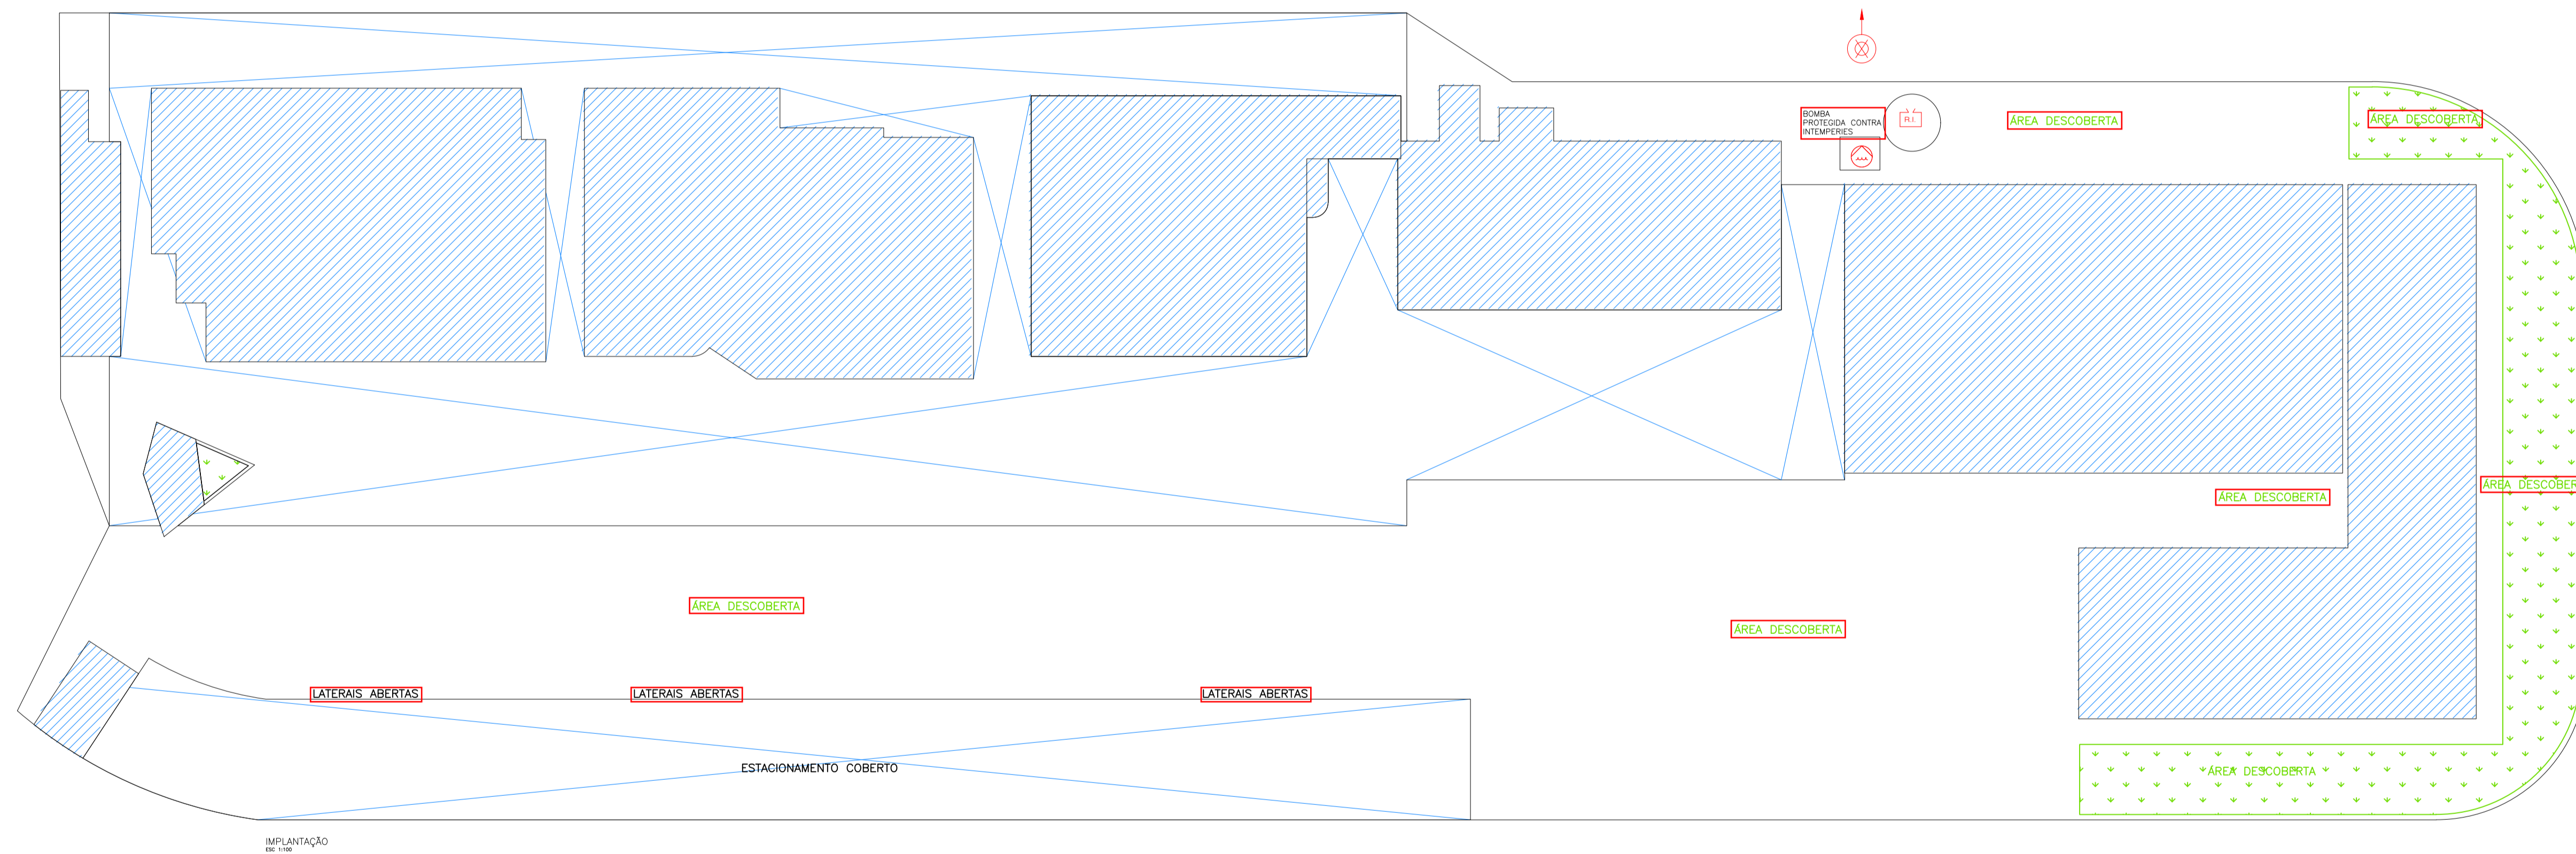 BOMBA
PROTEGIDA CONTRA
INTEMPERIES
R.I.
ÁREA DESCOBERTA
ÁREA DESCOBERTA
ÁREA DESCOBER
ÁREA DESCOBERTA
ÁREA DESCOBERTA
ÁREA DESCOBERTA
LATERAIS ABERTAS
LATERAIS ABERTAS
LATERAIS ABERTAS
ESTACIONAMENTO COBERTO
ÁREA DESCOBERTA
IMPLANTAÇÃO
ESC 1:100